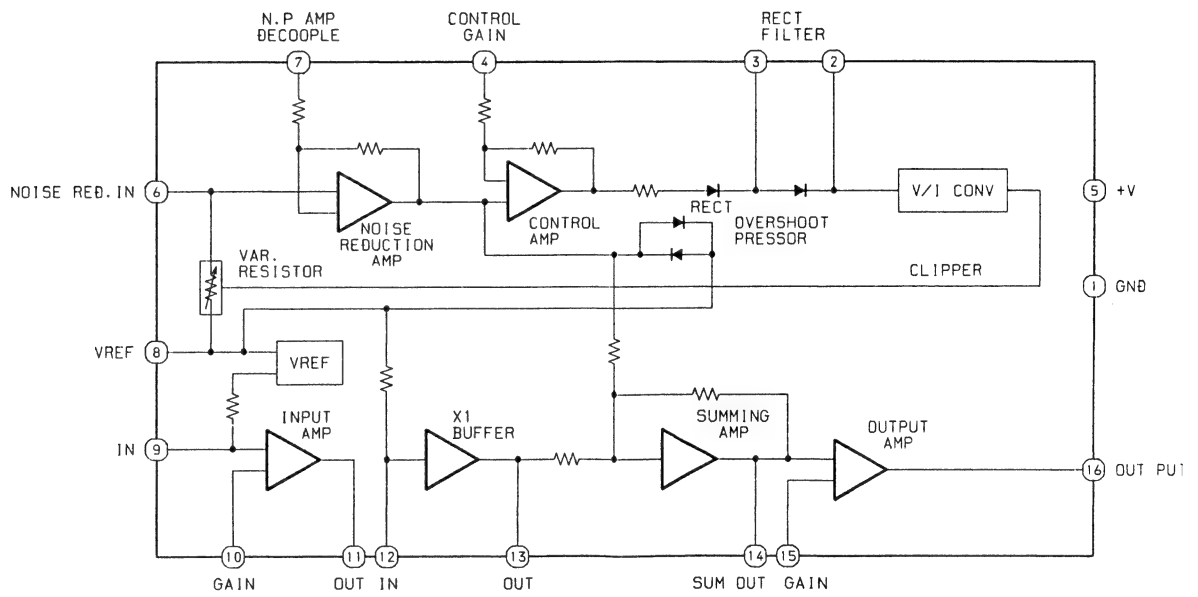 N.P AMP
DECOOPLE
CONTROL
GAIN
RECT
FILTER
7
4
3
2
NOISE RED.IN
6
5
+V
V/I CONV
NOISE
REDUCTION
AMP
CONTROL
AMP
RECT
OVERSHOOT
PRESSOR
VAR.
RESISTOR
CLIPPER
1
GND
VREF
8
VREF
IN
9
INPUT
AMP
X1
BUFFER
SUMMING
AMP
OUTPUT
AMP
16
OUT PUT
10
11
12
13
14
15
GAIN
OUT
IN
OUT
SUM OUT
GAIN